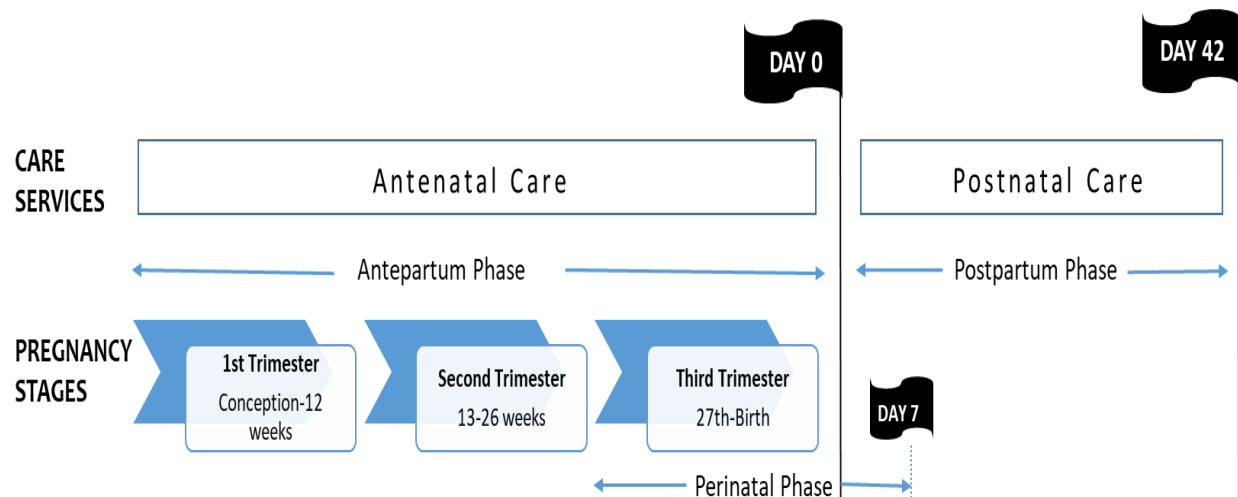 DAY 0
DAY 42
CARE
SERVICES
Antenatal Care
Postnatal Care
Antepartum Phase
Postpartum Phase
PREGNANCY
STAGES
1st Trimester
Conception-12
weeks
Second Trimester
13-26 weeks
Third Trimester
27th-Birth
DAY 7
Perinatal Phase